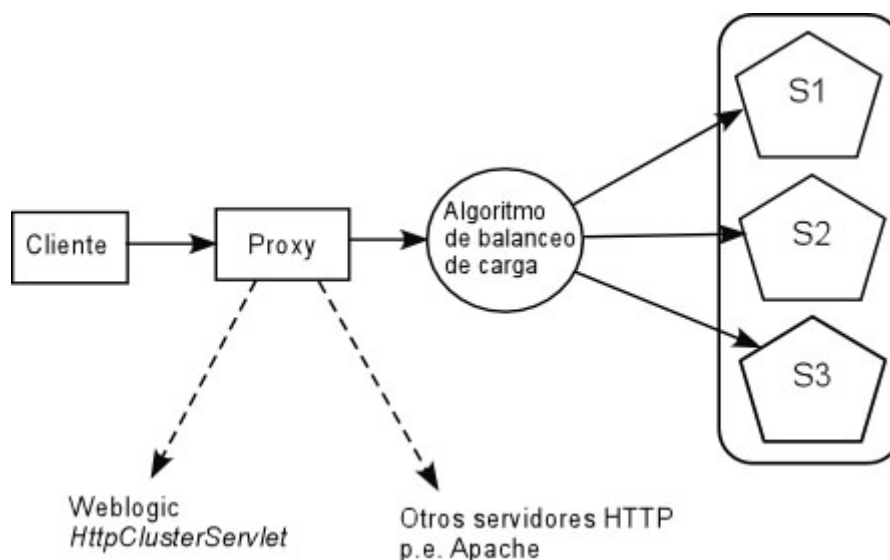 Cliente
Proxy
Algoritmo
de balanceo
de carga
S1
S2
S3
Weblogic
HttpClusterServlet
Otros servidores HTTP
p.e. Apache